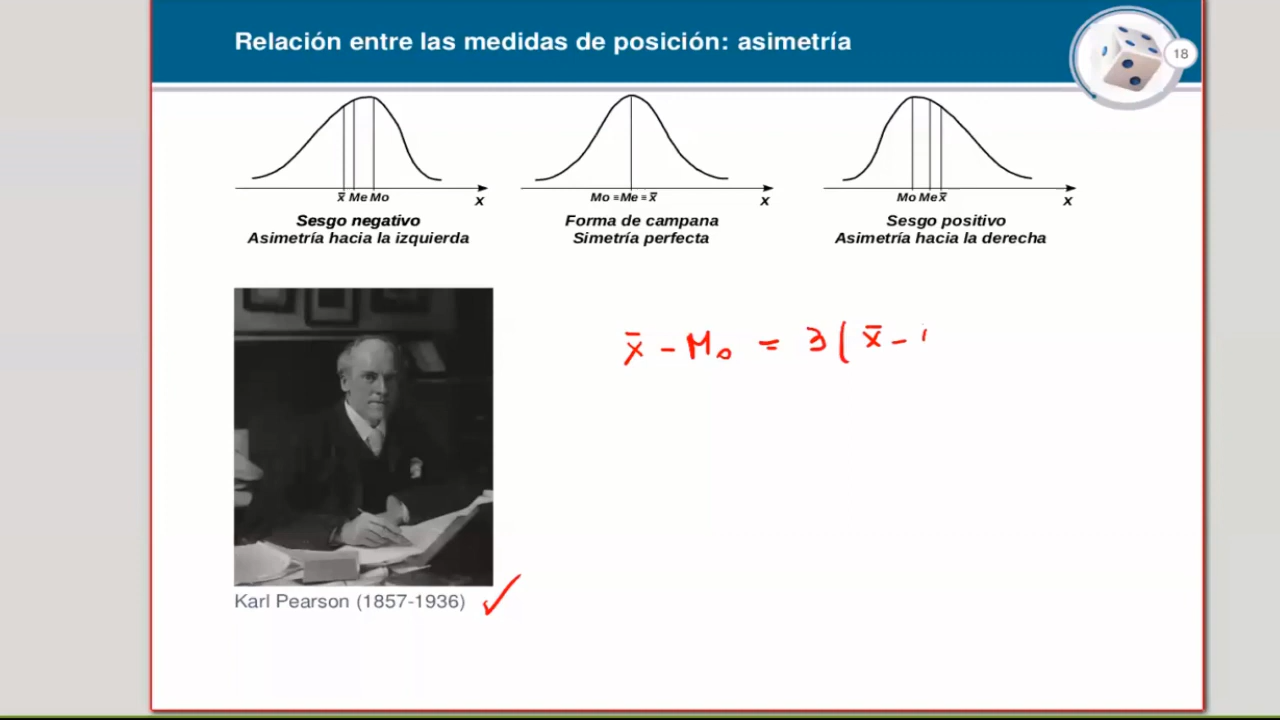 Relación entre las medidas de posición: asimetría
18
x̄ Me Mo
x
Mo ≡Me ≡ x̄
x
Mo Me x̄
x
Sesgo negativo
Asimetría hacia la izquierda
Forma de campana
Simetría perfecta
Sesgo positivo
Asimetría hacia la derecha
x̄ - Mo = 3( x̄ -
Karl Pearson (1857-1936)